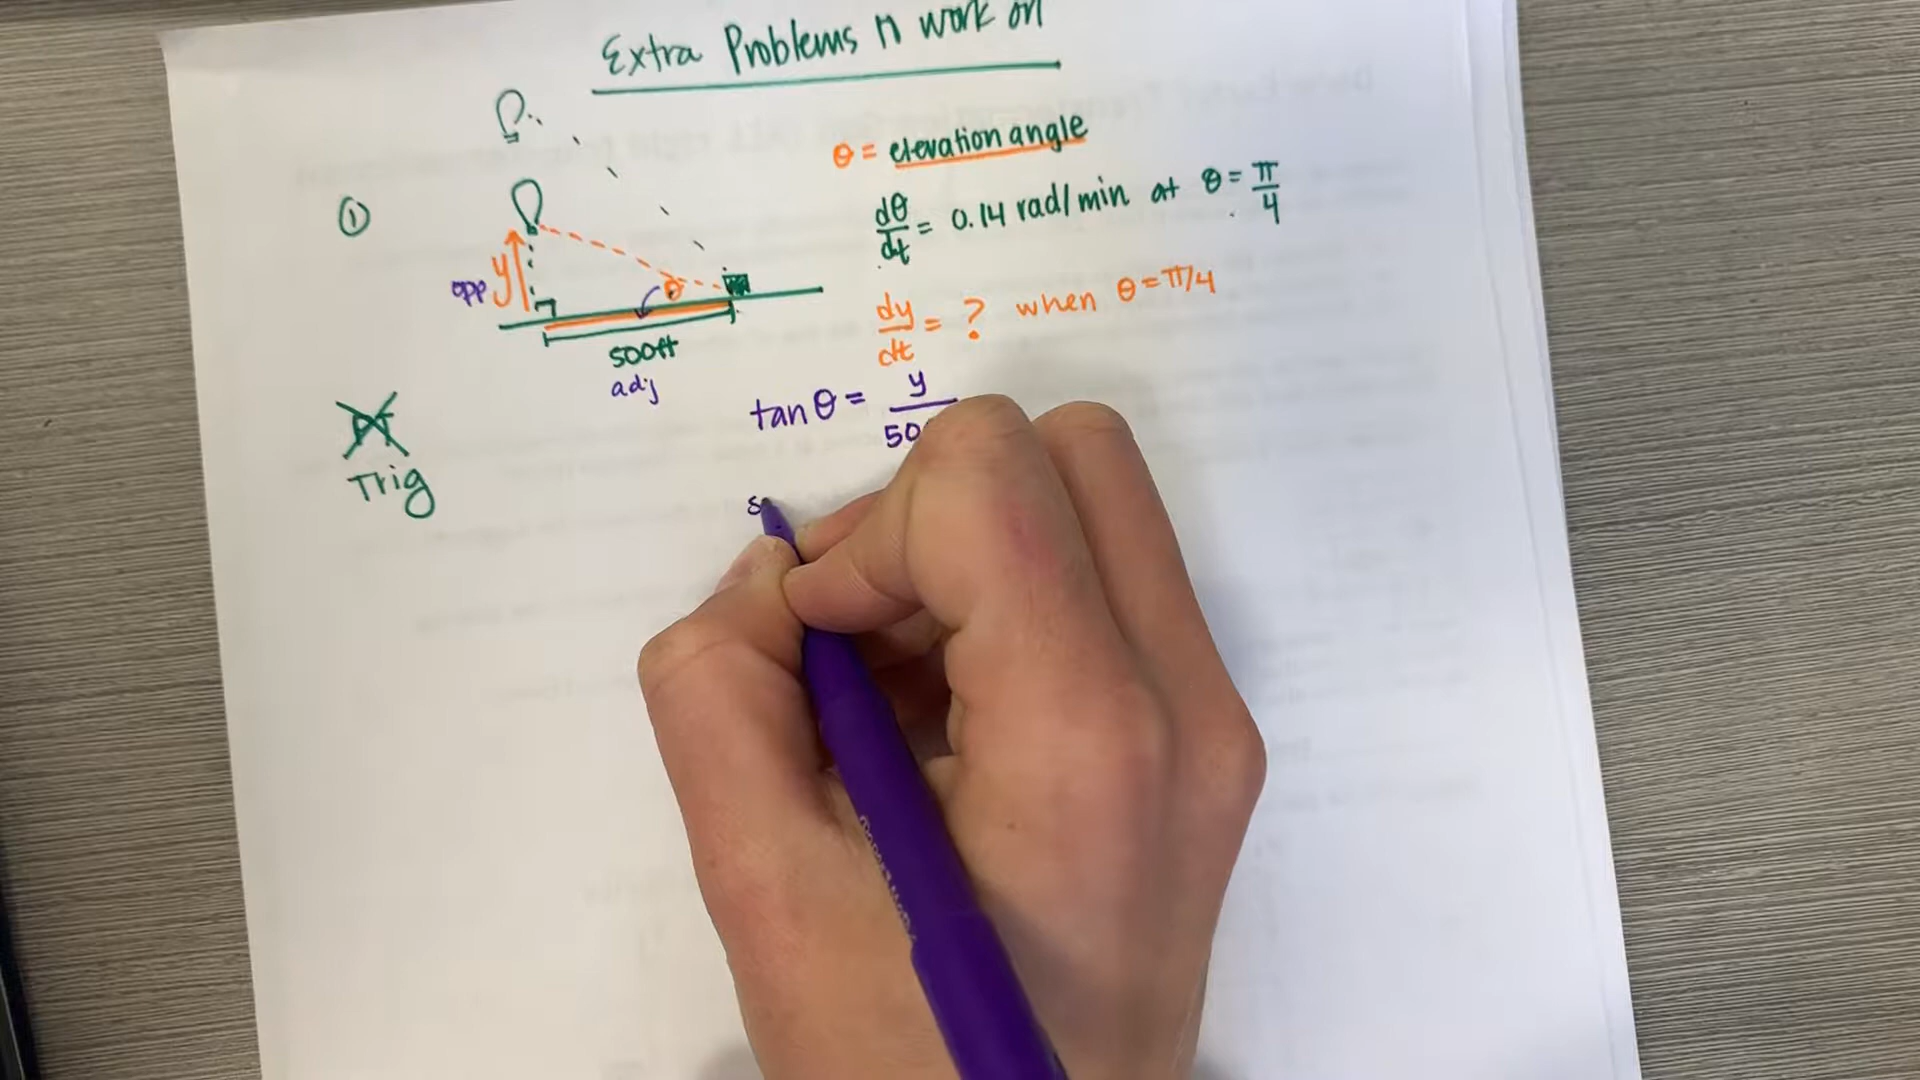 Extra Problems to work on
①
θ = elevation angle
dθ/dt = 0.14 rad/min at θ = π/4
opp y θ
500ft
adj
dy/dt = ? when θ = π/4
tan θ = y/50
PT
Trig
s